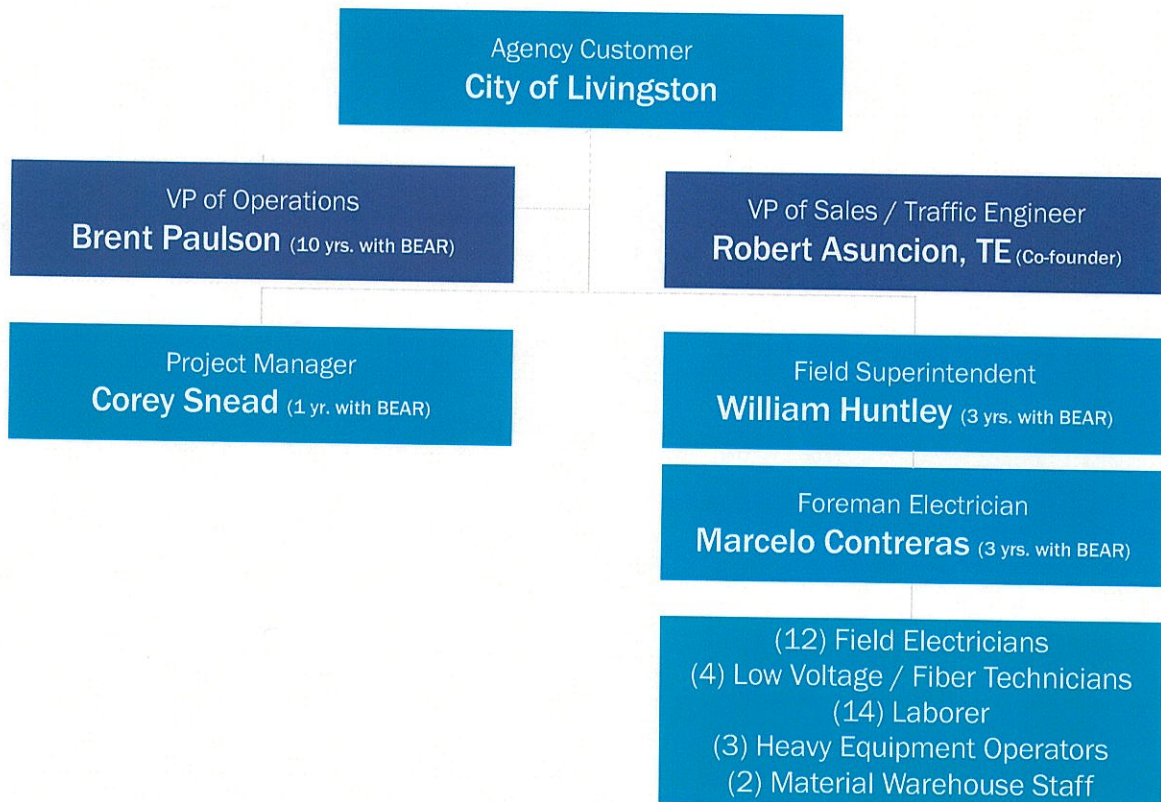 Agency Customer
City of Livingston
VP of Operations
Brent Paulson (10 yrs. with BEAR)
VP of Sales / Traffic Engineer
Robert Asuncion, TE (Co-founder)
Project Manager
Corey Snead (1 yr. with BEAR)
Field Superintendent
William Huntley (3 yrs. with BEAR)
Foreman Electrician
Marcelo Contreras (3 yrs. with BEAR)
(12) Field Electricians
(4) Low Voltage / Fiber Technicians
(14) Laborer
(3) Heavy Equipment Operators
(2) Material Warehouse Staff